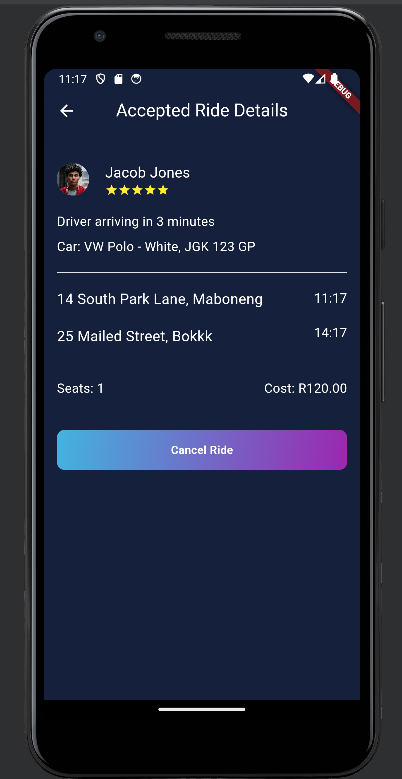 11:17
DEBUG
Accepted Ride Details
Jacob Jones
Driver arriving in 3 minutes
Car: VW Polo - White, JGK 123 GP
14 South Park Lane, Maboneng 11:17
25 Mailed Street, Bokkk 14:17
Seats: 1 Cost: R120.00
Cancel Ride